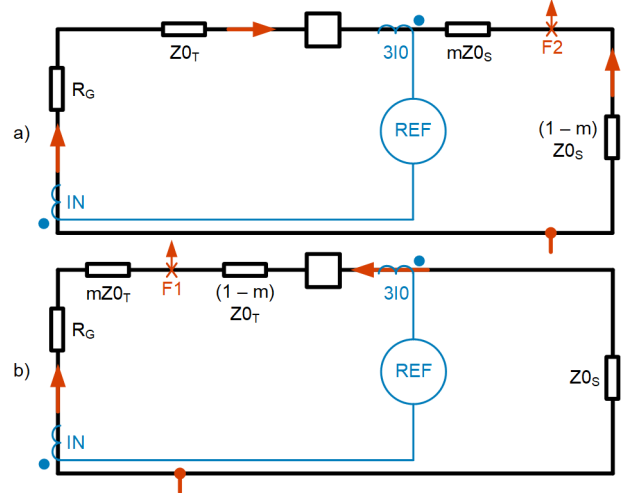 Z0T
3I0
mZ0S
F2
RG
a)
REF
(1 – m)
Z0S
IN
mZ0T
F1
(1 – m)
Z0T
3I0
RG
b)
REF
Z0S
IN